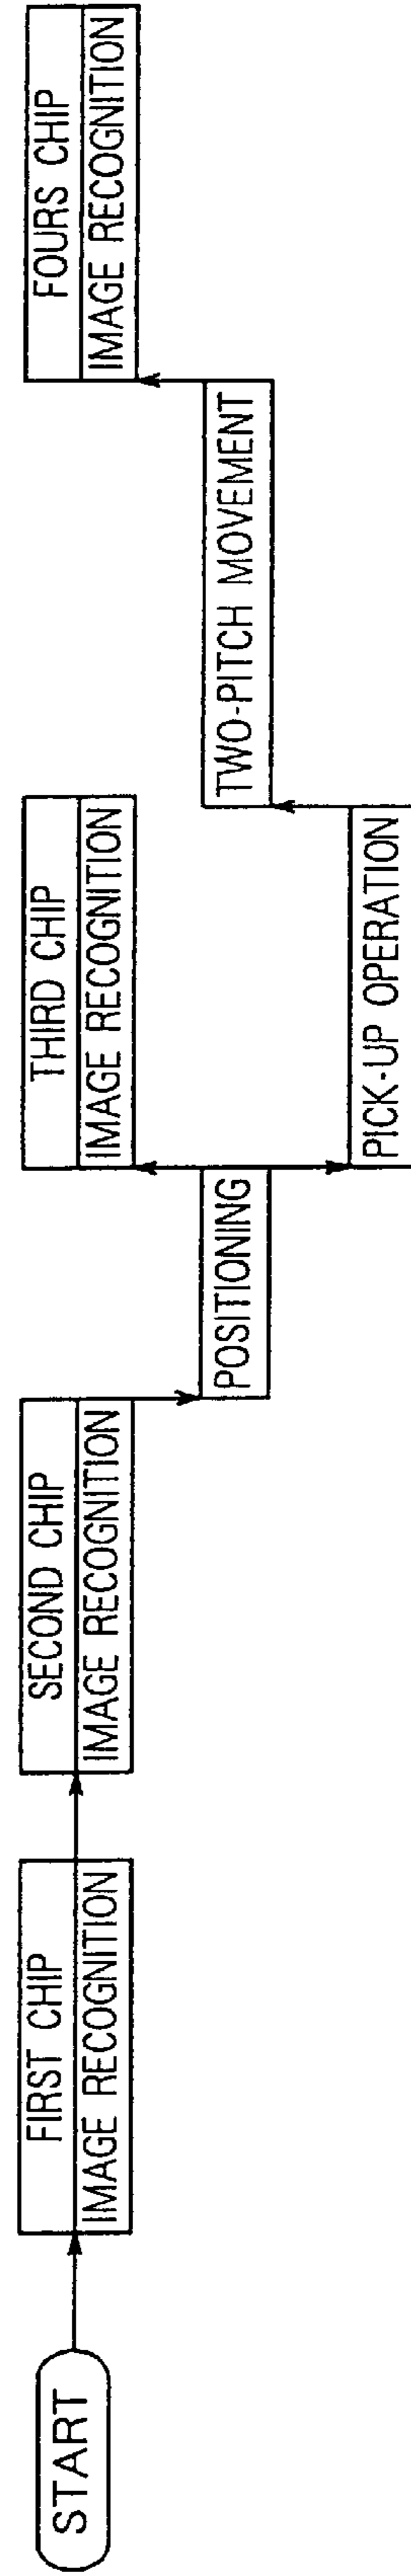 START
FIRST CHIP
IMAGE RECOGNITION
SECOND CHIP
IMAGE RECOGNITION
POSITIONING
THIRD CHIP
IMAGE RECOGNITION
PICK-UP OPERATION
TWO-PITCH MOVEMENT
FOURS CHIP
IMAGE RECOGNITION